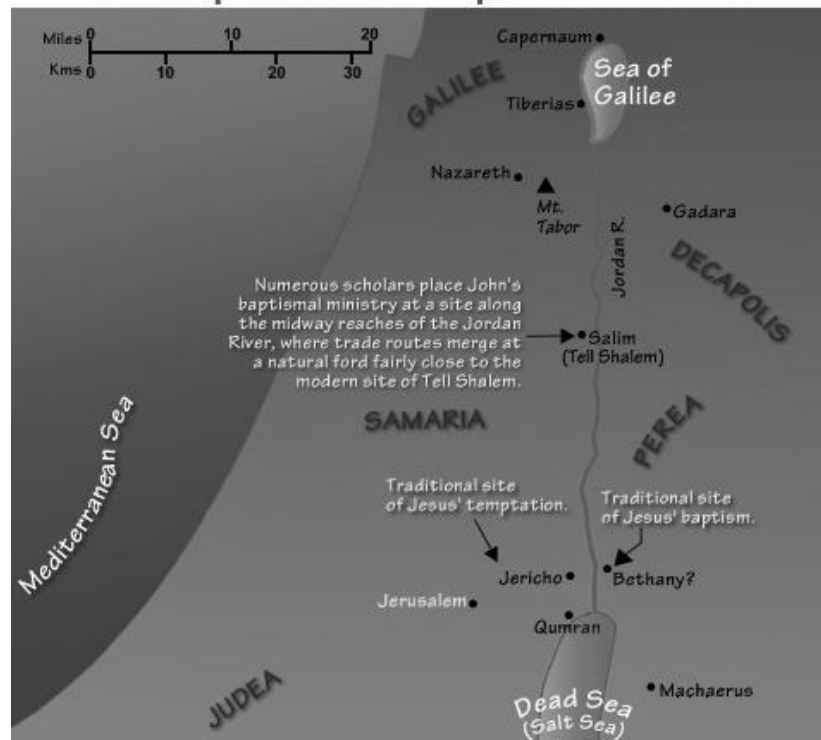 Miles 0 10 20
Kms 0 10 20 30
Capernaum
Sea of
Galilee
GALILEE
Tiberias
Nazareth
Mt.
Tabor
Gadara
Jordan R.
DECAPOLIS
Numerous scholars place John's
baptismal ministry at a site along
the midway reaches of the Jordan
River, where trade routes merge at
a natural ford fairly close to the
modern site of Tell Shalem.
Salim
(Tell Shalem)
SAMARIA
PEREA
Mediterranean Sea
Traditional site
of Jesus' temptation.
Traditional site
of Jesus' baptism.
Jericho
Bethany?
Jerusalem
Qumran
JUDEA
Dead Sea
(Salt Sea)
Machaerus